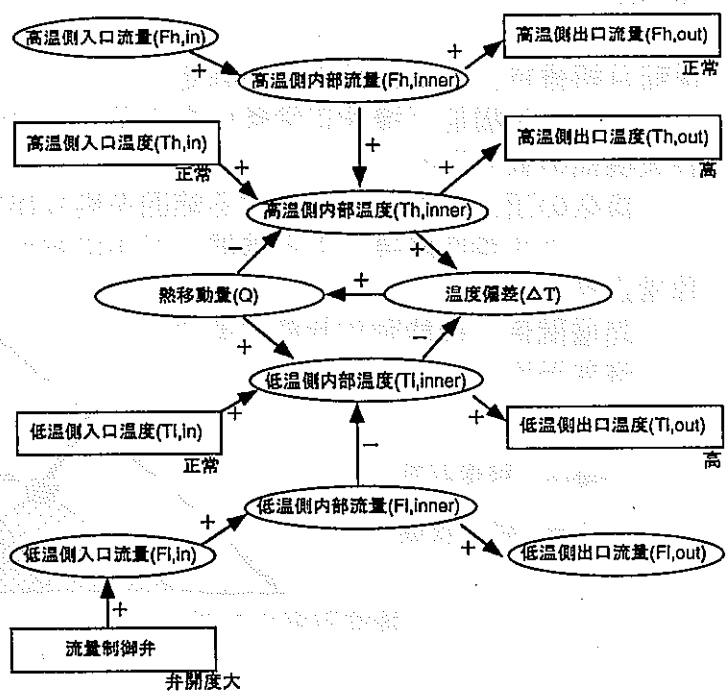 高温側入口流量(Fh,in)
+
高温側内部流量(Fh,inner)
+
高温側出口流量(Fh,out)
正常
+
高温側入口温度(Th,in)
正常
+
高温側出口温度(Th,out)
高
+
高温側内部温度(Th,inner)
−
+
熱移動量(Q)
+
温度偏差(△T)
+
−
低温側内部温度(Tl,inner)
低温側入口温度(Tl,in)
正常
+
+
低温側出口温度(Tl,out)
高
−
低温側内部流量(Fl,inner)
+
低温側入口流量(Fl,in)
+
低温側出口流量(Fl,out)
+
流量制御弁
弁開度大